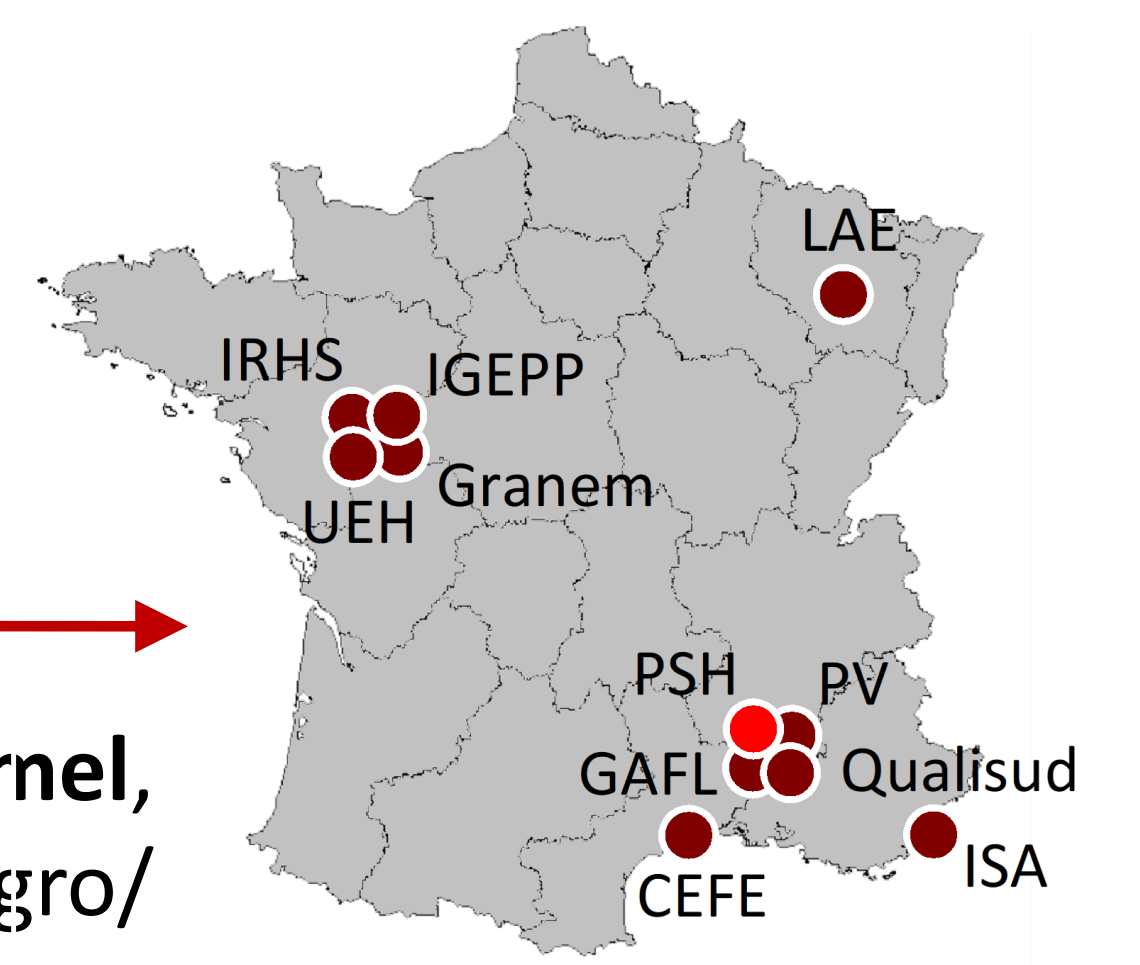 LAE
IRHS
IGEPP
Granem
UEH
PSH
PV
rnel,
GAFL
Qualisud
ISA
gro/
CEFE